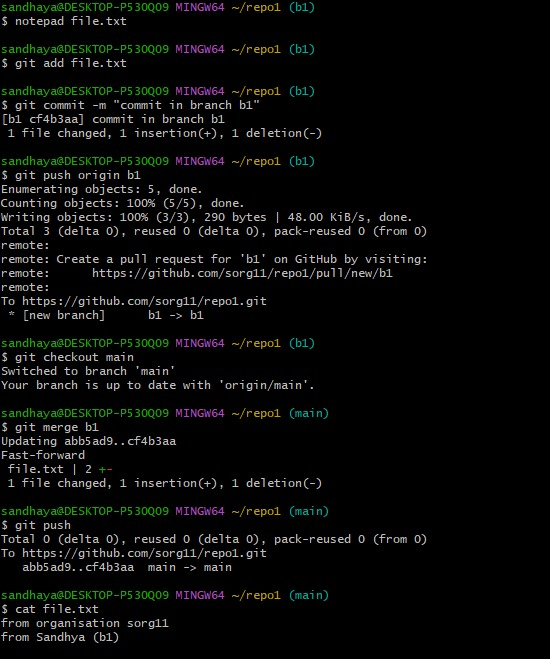 sandhaya@DESKTOP-P530QO9 MINGW64 ~/repo1 (b1)
$ notepad file.txt
sandhaya@DESKTOP-P530QO9 MINGW64 ~/repo1 (b1)
$ git add file.txt
sandhaya@DESKTOP-P530QO9 MINGW64 ~/repo1 (b1)
$ git commit -m "commit in branch b1"
[b1 cf4b3aa] commit in branch b1
 1 file changed, 1 insertion(+), 1 deletion(-)
sandhaya@DESKTOP-P530QO9 MINGW64 ~/repo1 (b1)
$ git push origin b1
Enumerating objects: 5, done.
Counting objects: 100% (5/5), done.
Writing objects: 100% (3/3), 290 bytes | 48.00 KiB/s, done.
Total 3 (delta 0), reused 0 (delta 0), pack-reused 0 (from 0)
remote:
remote: Create a pull request for 'b1' on GitHub by visiting:
remote:      https://github.com/sorg11/repo1/pull/new/b1
remote:
To https://github.com/sorg11/repo1.git
 * [new branch]      b1 -> b1
sandhaya@DESKTOP-P530QO9 MINGW64 ~/repo1 (b1)
$ git checkout main
Switched to branch 'main'
Your branch is up to date with 'origin/main'.
sandhaya@DESKTOP-P530QO9 MINGW64 ~/repo1 (main)
$ git merge b1
Updating abb5ad9..cf4b3aa
Fast-forward
 file.txt | 2 +-
 1 file changed, 1 insertion(+), 1 deletion(-)
sandhaya@DESKTOP-P530QO9 MINGW64 ~/repo1 (main)
$ git push
Total 0 (delta 0), reused 0 (delta 0), pack-reused 0 (from 0)
To https://github.com/sorg11/repo1.git
   abb5ad9..cf4b3aa  main -> main
sandhaya@DESKTOP-P530QO9 MINGW64 ~/repo1 (main)
$ cat file.txt
from organisation sorg11
from Sandhya (b1)